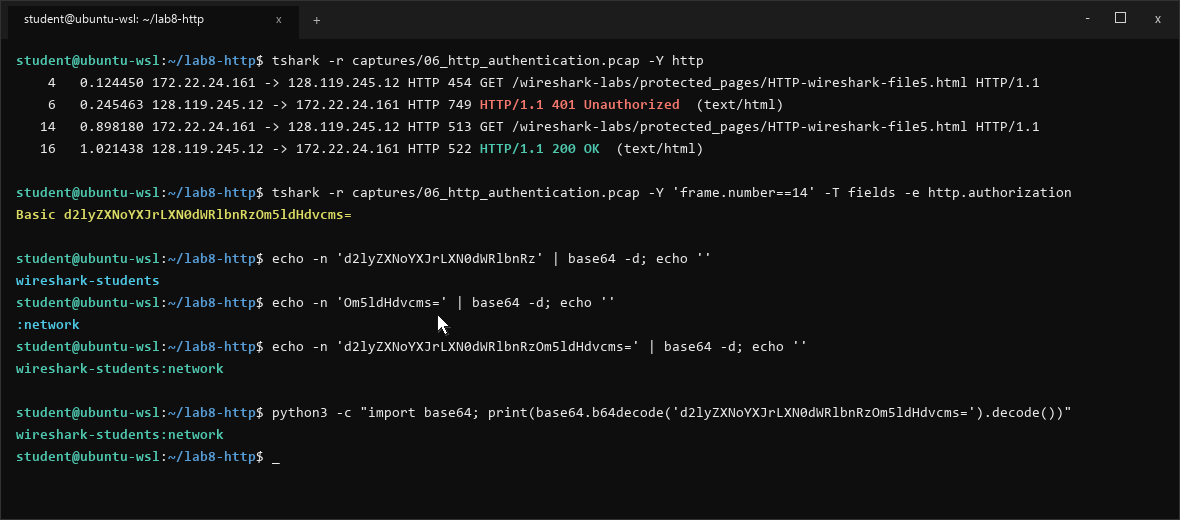 student@ubuntu-wsl: ~/lab8-http x + - x
student@ubuntu-wsl:~/lab8-http$ tshark -r captures/06_http_authentication.pcap -Y http
4 0.124450 172.22.24.161 -> 128.119.245.12 HTTP 454 GET /wireshark-labs/protected_pages/HTTP-wireshark-file5.html HTTP/1.1
6 0.245463 128.119.245.12 -> 172.22.24.161 HTTP 749 HTTP/1.1 401 Unauthorized (text/html)
14 0.898180 172.22.24.161 -> 128.119.245.12 HTTP 513 GET /wireshark-labs/protected_pages/HTTP-wireshark-file5.html HTTP/1.1
16 1.021438 128.119.245.12 -> 172.22.24.161 HTTP 522 HTTP/1.1 200 OK (text/html)
student@ubuntu-wsl:~/lab8-http$ tshark -r captures/06_http_authentication.pcap -Y 'frame.number==14' -T fields -e http.authorization
Basic d2lyZXNoYXJrLXN0dWRlbnRzOm5ldHdvcms=
student@ubuntu-wsl:~/lab8-http$ echo -n 'd2lyZXNoYXJrLXN0dWRlbnRz' | base64 -d; echo ''
wireshark-students
student@ubuntu-wsl:~/lab8-http$ echo -n 'Om5ldHdvcms=' | base64 -d; echo ''
:network
student@ubuntu-wsl:~/lab8-http$ echo -n 'd2lyZXNoYXJrLXN0dWRlbnRzOm5ldHdvcms=' | base64 -d; echo ''
wireshark-students:network
student@ubuntu-wsl:~/lab8-http$ python3 -c "import base64; print(base64.b64decode('d2lyZXNoYXJrLXN0dWRlbnRzOm5ldHdvcms=').decode())"
wireshark-students:network
student@ubuntu-wsl:~/lab8-http$ _